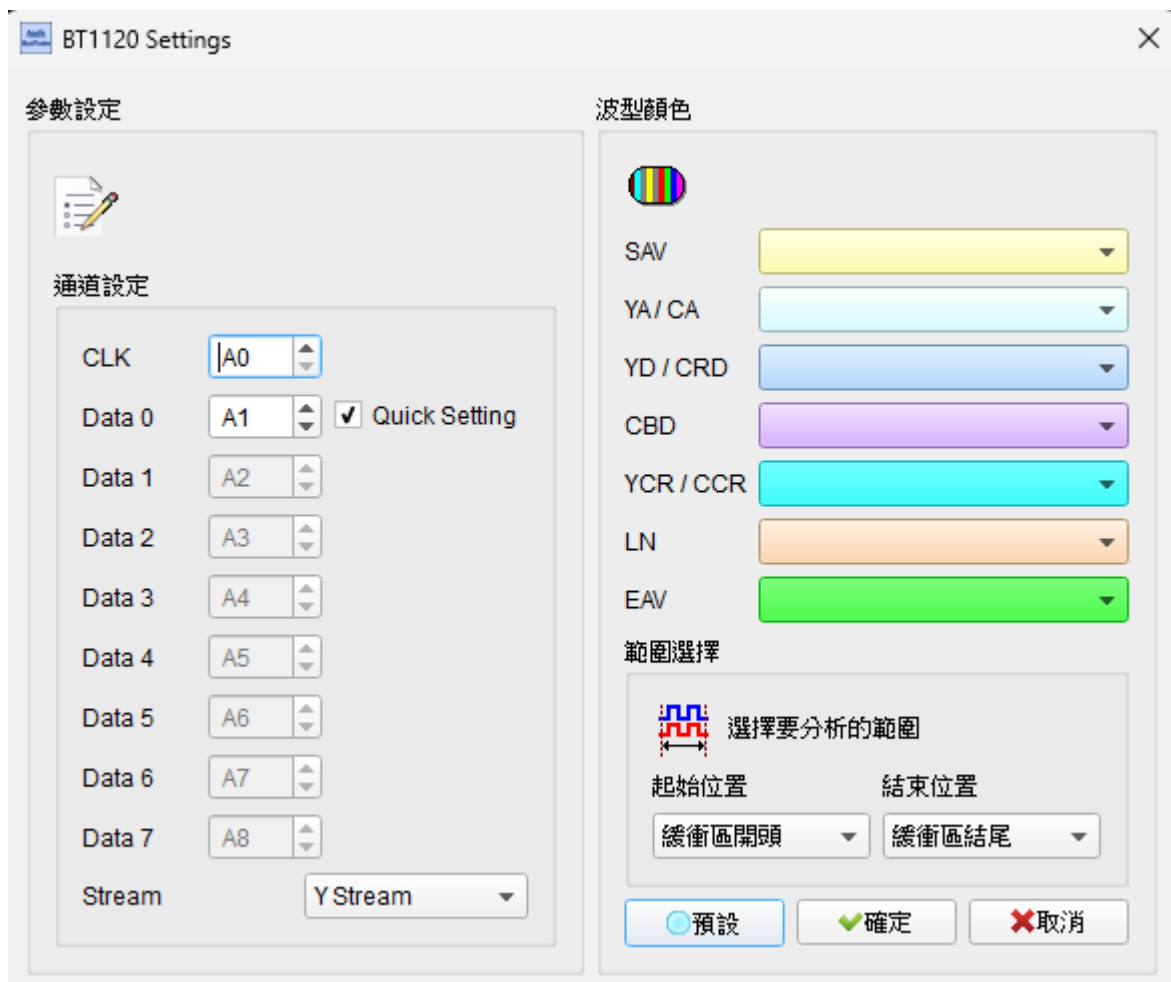 BT1120 Settings
參數設定
通道設定
CLK A0
Data 0 A1 Quick Setting
Data 1 A2
Data 2 A3
Data 3 A4
Data 4 A5
Data 5 A6
Data 6 A7
Data 7 A8
Stream Y Stream
波型顏色
SAV
YA / CA
YD / CRD
CBD
YCR / CCR
LN
EAV
範圍選擇
選擇要分析的範圍
起始位置 結束位置
緩衝區開頭 緩衝區結尾
預設 確定 取消